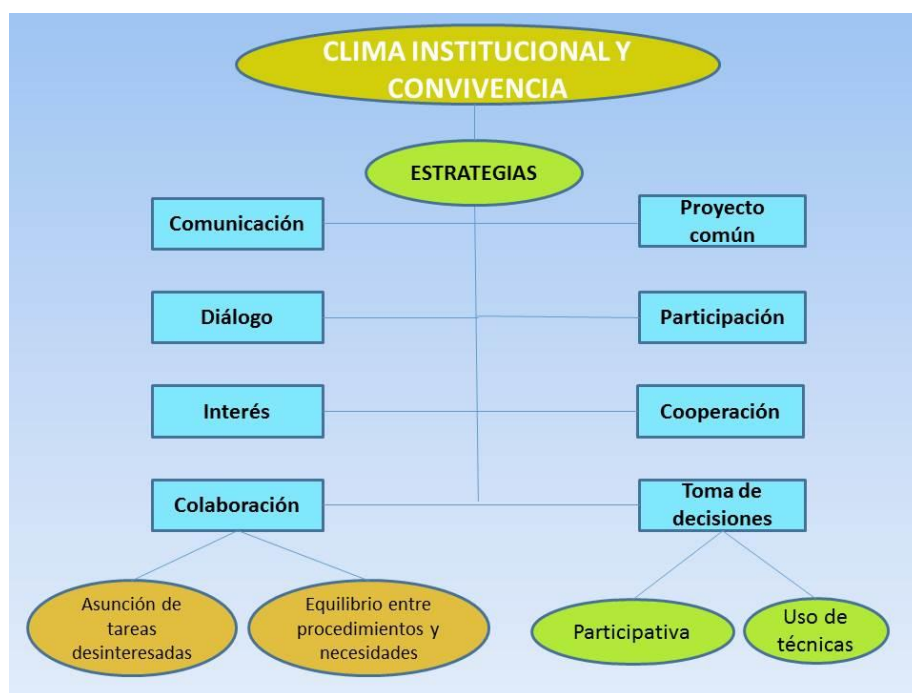 CLIMA INSTITUCIONAL Y
CONVIVENCIA
ESTRATEGIAS
Comunicación
Proyecto
común
Diálogo
Participación
Interés
Cooperación
Colaboración
Toma de
decisiones
Asunción de
tareas
desinteresadas
Equilibrio entre
procedimientos y
necesidades
Participativa
Uso de
técnicas